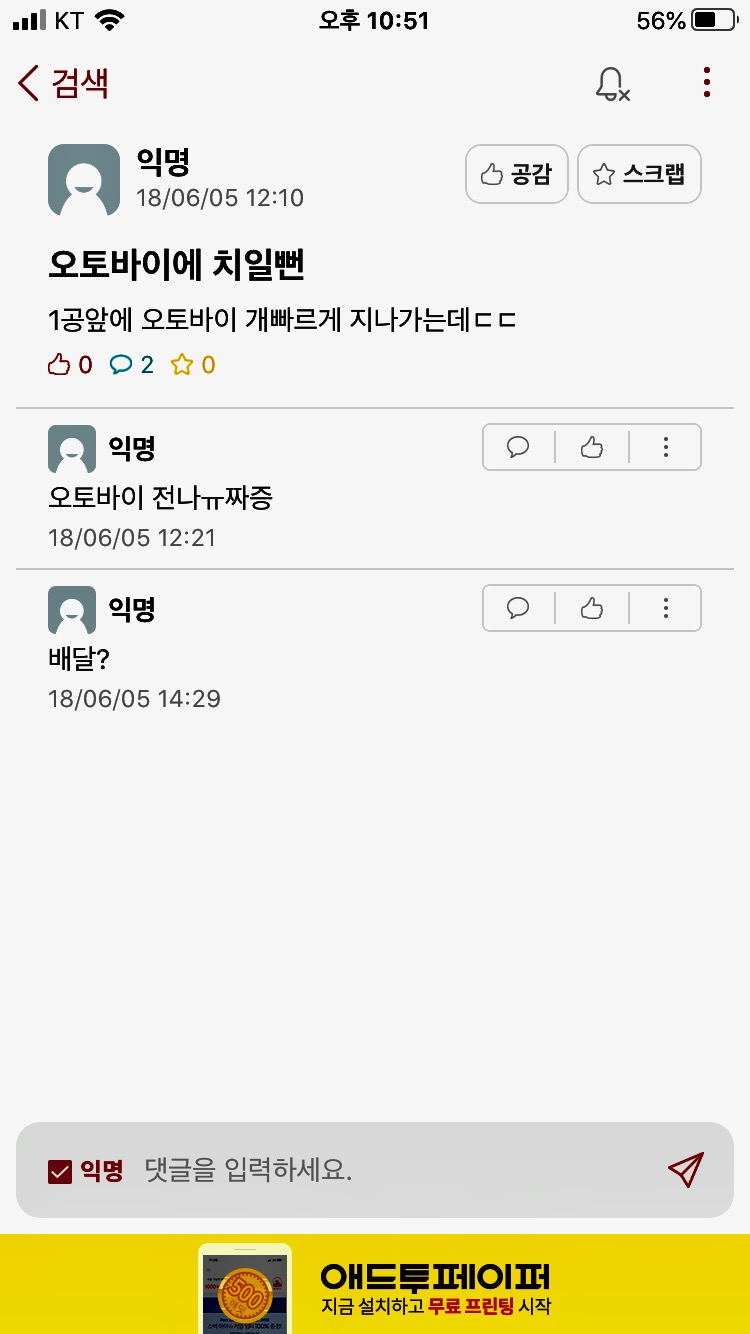 KT 오후 10:51 56%
검색
익명
18/06/05 12:10
공감 스크랩
오토바이에 치일뻔
1공앞에 오토바이 개빠르게 지나가는데ㄷㄷ
0 2 0
익명
오토바이 전나ㅠ짜증
18/06/05 12:21
익명
배달?
18/06/05 14:29
익명 댓글을 입력하세요.
500
애드투페이퍼
지금 설치하고 무료 프린팅 시작